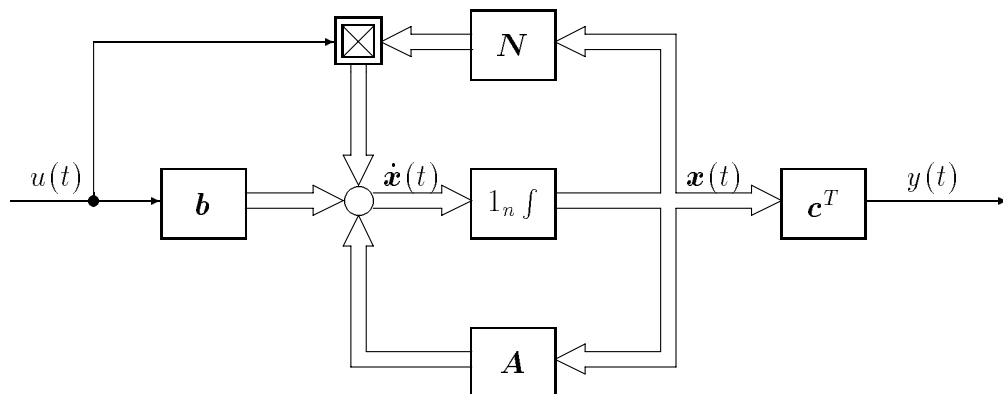 N
u(t)
b
ẋ(t)
1ₙ ∫
x(t)
cᵀ
y(t)
A